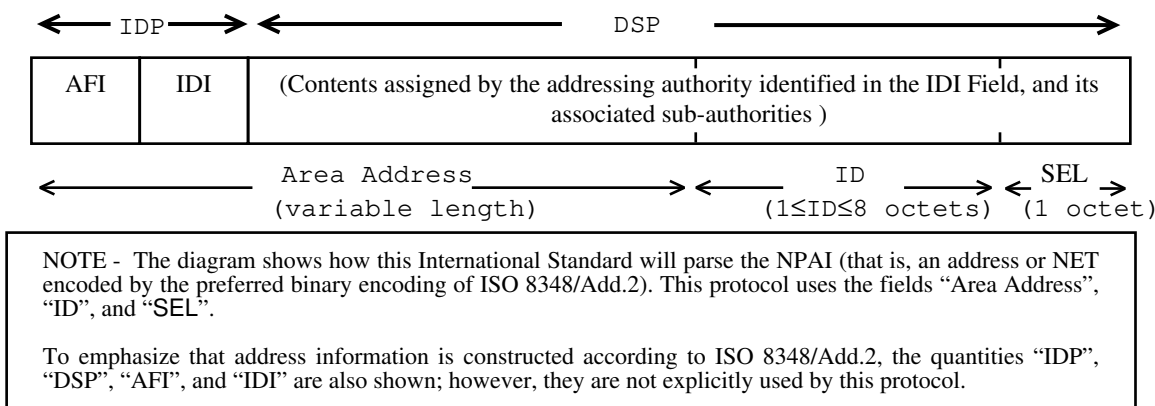 IDP DSP
AFI IDI (Contents assigned by the addressing authority identified in the IDI Field, and its
associated sub-authorities )
Area Address ID SEL
(variable length) (1≤ID≤8 octets) (1 octet)
NOTE - The diagram shows how this International Standard will parse the NPAI (that is, an address or NET
encoded by the preferred binary encoding of ISO 8348/Add.2). This protocol uses the fields “Area Address”,
“ID”, and “SEL”.
To emphasize that address information is constructed according to ISO 8348/Add.2, the quantities “IDP”,
“DSP”, “AFI”, and “IDI” are also shown; however, they are not explicitly used by this protocol.